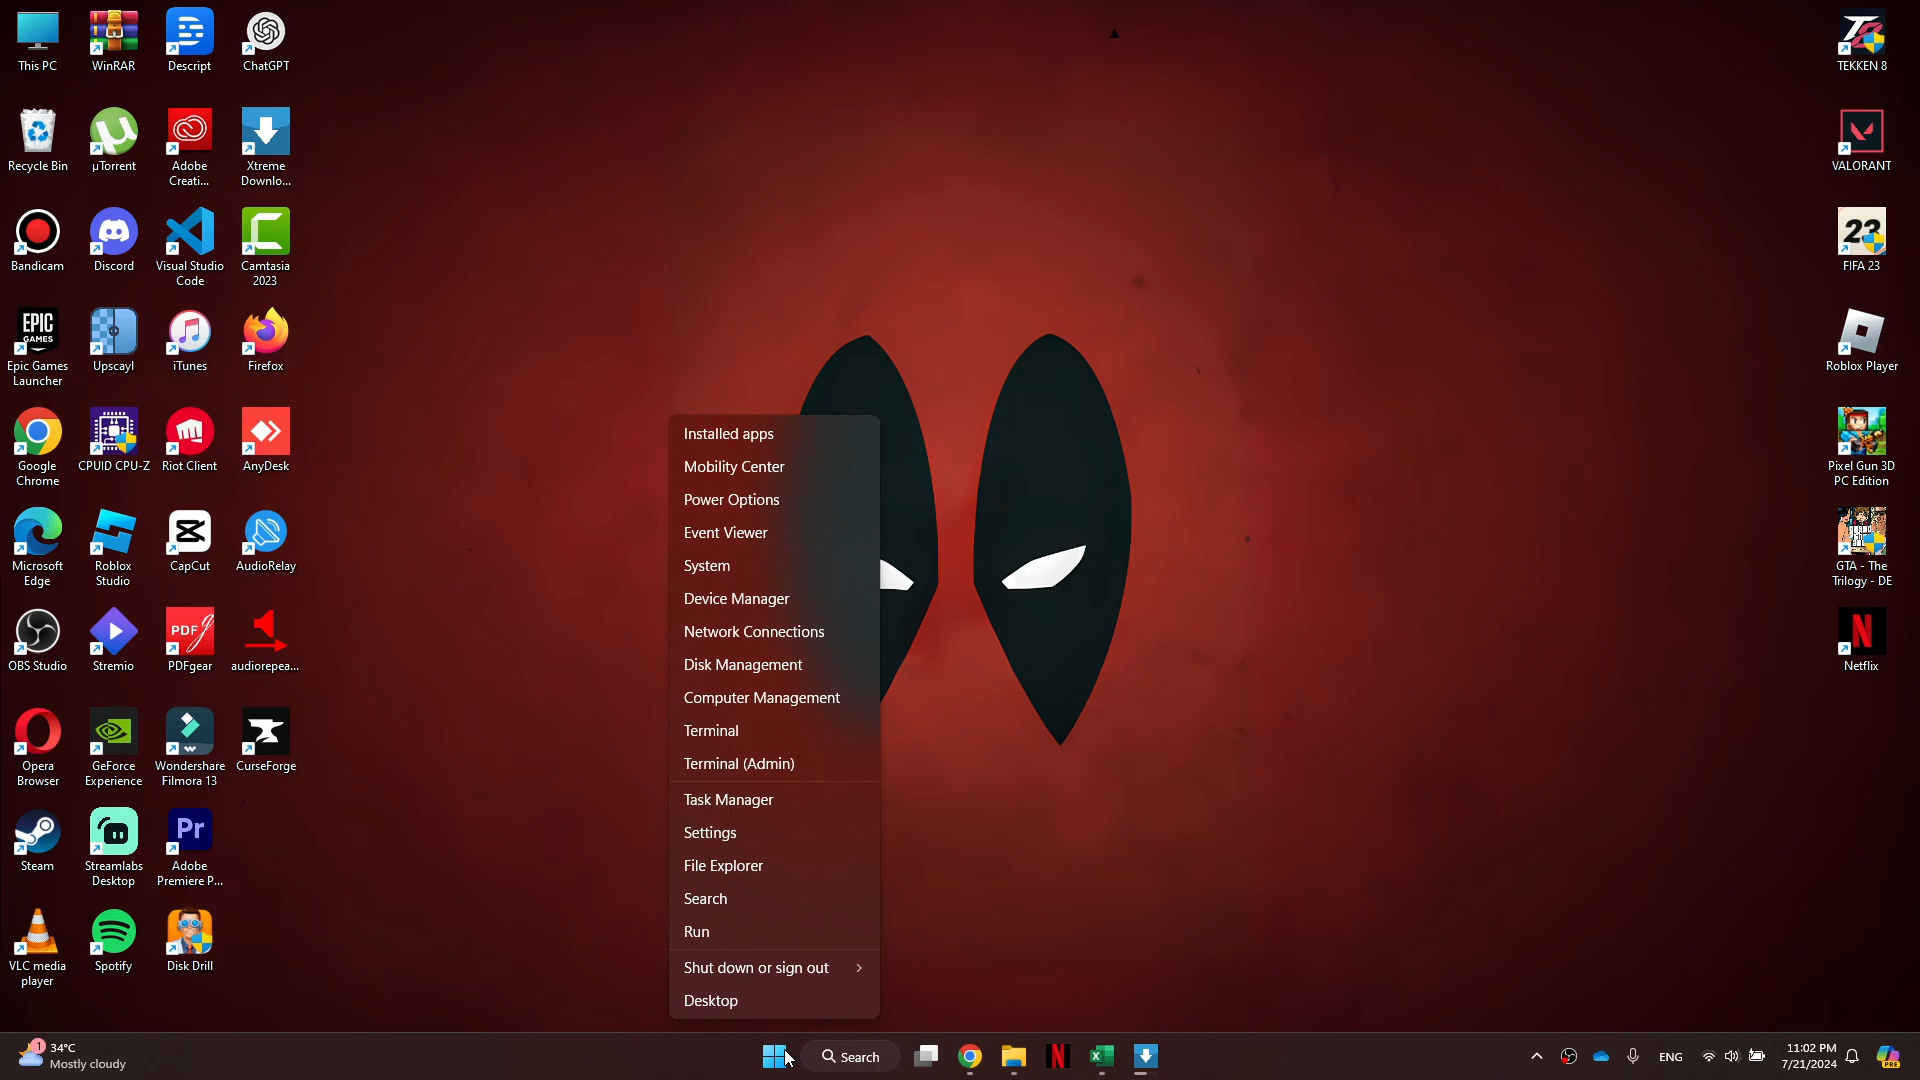 This PC
WinRAR
Descript
ChatGPT
Recycle Bin
µTorrent
Adobe
Creati...
Xtreme
Downlo...
Bandicam
Discord
Visual Studio
Code
Camtasia
2023
EPIC
GAMES
Epic Games
Launcher
Upscayl
iTunes
Firefox
Google
Chrome
CPUID CPU-Z
Riot Client
AnyDesk
Microsoft
Edge
Roblox
Studio
CapCut
AudioRelay
OBS Studio
Stremio
PDF
PDFgear
audiorepea...
Opera
Browser
GeForce
Experience
Wondershare
Filmora 13
CurseForge
Steam
Streamlabs
Desktop
Pr
Adobe
Premiere P...
VLC media
player
Spotify
Disk Drill
Installed apps
Mobility Center
Power Options
Event Viewer
System
Device Manager
Network Connections
Disk Management
Computer Management
Terminal
Terminal (Admin)
Task Manager
Settings
File Explorer
Search
Run
Shut down or sign out
Desktop
T8
TEKKEN 8
VALORANT
23
FIFA 23
Roblox Player
Pixel Gun 3D
PC Edition
GTA - The
Trilogy - DE
N
Netflix
1
34°C
Mostly cloudy
Search
N
ENG
11:02 PM
7/21/2024
PRE